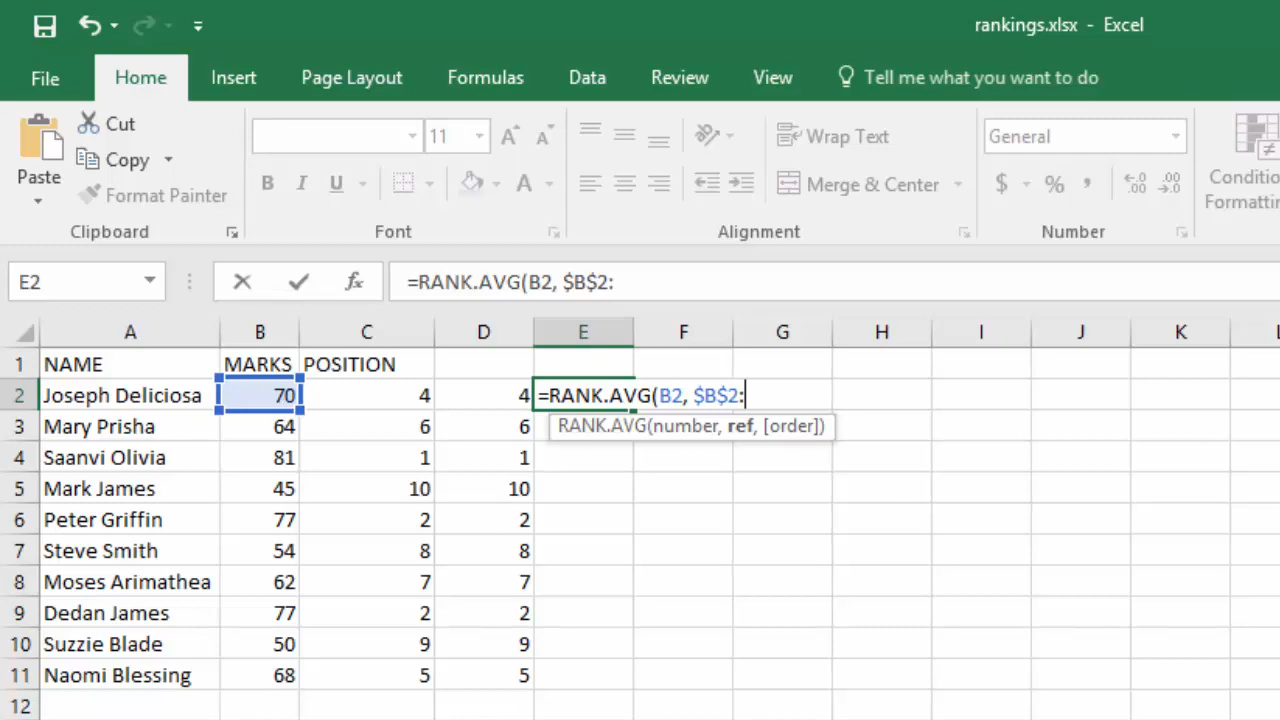 rankings.xlsx - Excel
File Home Insert Page Layout Formulas Data Review View Tell me what you want to do
Paste
Cut
Copy
Format Painter
Clipboard
11 A A
B I U A
Font
Wrap Text
Merge & Center
Alignment
General
$ % , .0 .00 .00 .0
Number
Conditio
Formattin
E2 fx =RANK.AVG(B2, $B$2:
A B C D E F G H I J K L
1 NAME MARKS POSITION
2 Joseph Deliciosa 70 4 4 =RANK.AVG(B2, $B$2:
RANK.AVG(number, ref, [order])
3 Mary Prisha 64 6 6
4 Saanvi Olivia 81 1 1
5 Mark James 45 10 10
6 Peter Griffin 77 2 2
7 Steve Smith 54 8 8
8 Moses Arimathea 62 7 7
9 Dedan James 77 2 2
10 Suzzie Blade 50 9 9
11 Naomi Blessing 68 5 5
12